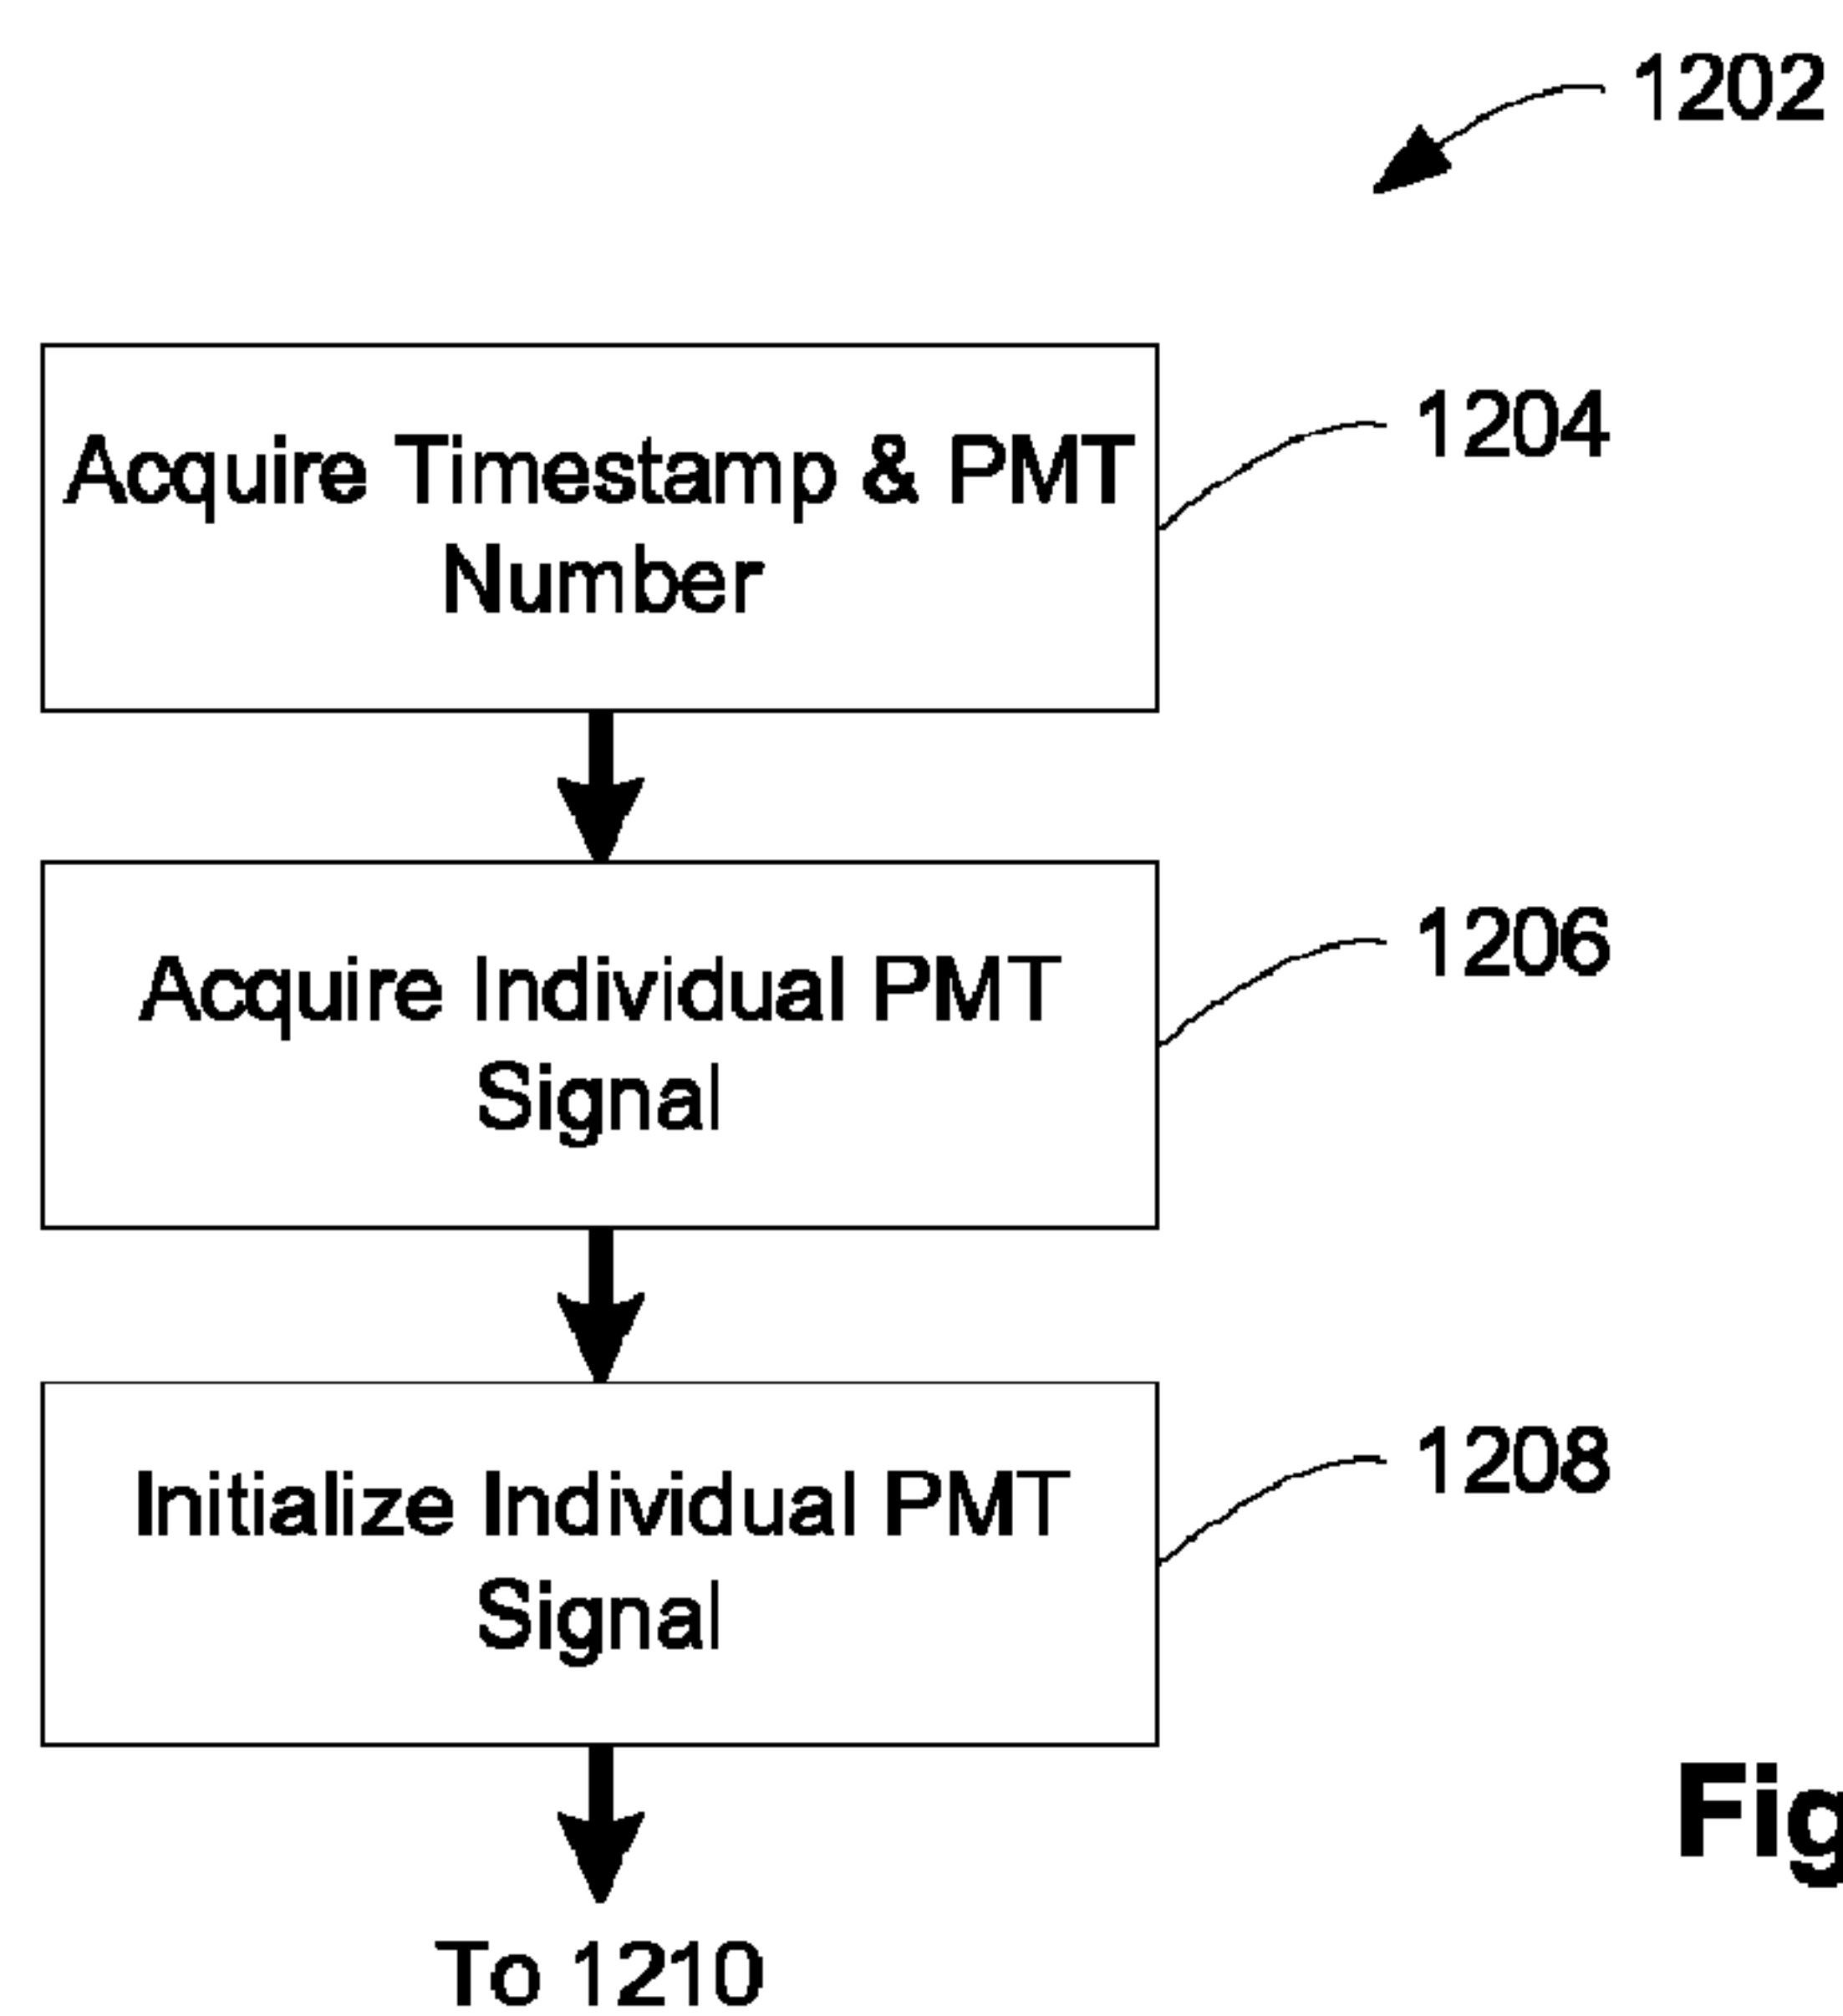 1202
Acquire Timestamp & PMT
Number
1204
Acquire Individual PMT
Signal
1206
Initialize Individual PMT
Signal
1208
Fig
To 1210